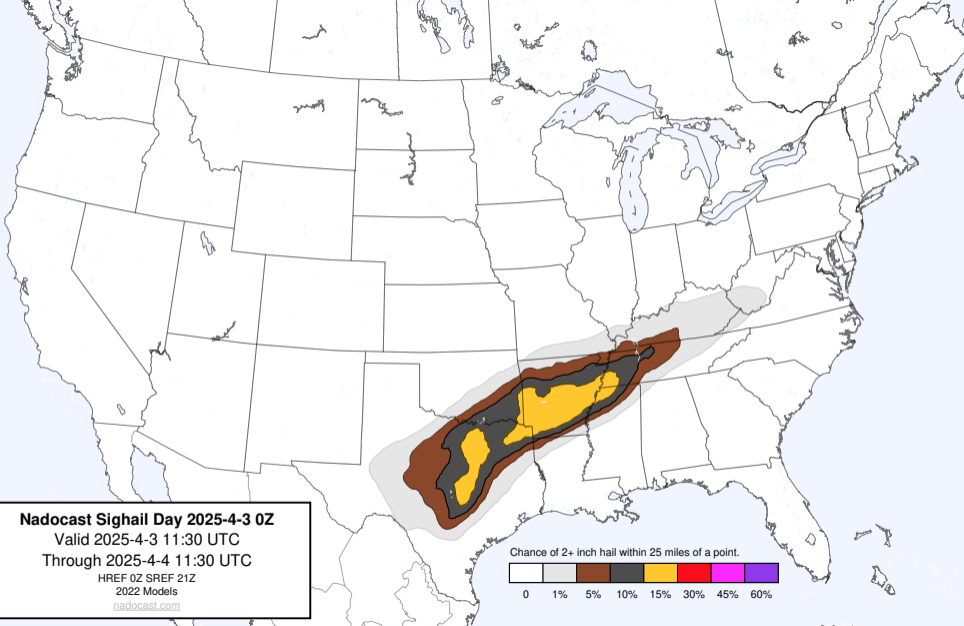 Nadocast Sighail Day 2025-4-3 0Z
Valid 2025-4-3 11:30 UTC
Through 2025-4-4 11:30 UTC
HREF 0Z SREF 21Z
2022 Models
nadocast.com
Chance of 2+ inch hail within 25 miles of a point.
0 1% 5% 10% 15% 30% 45% 60%